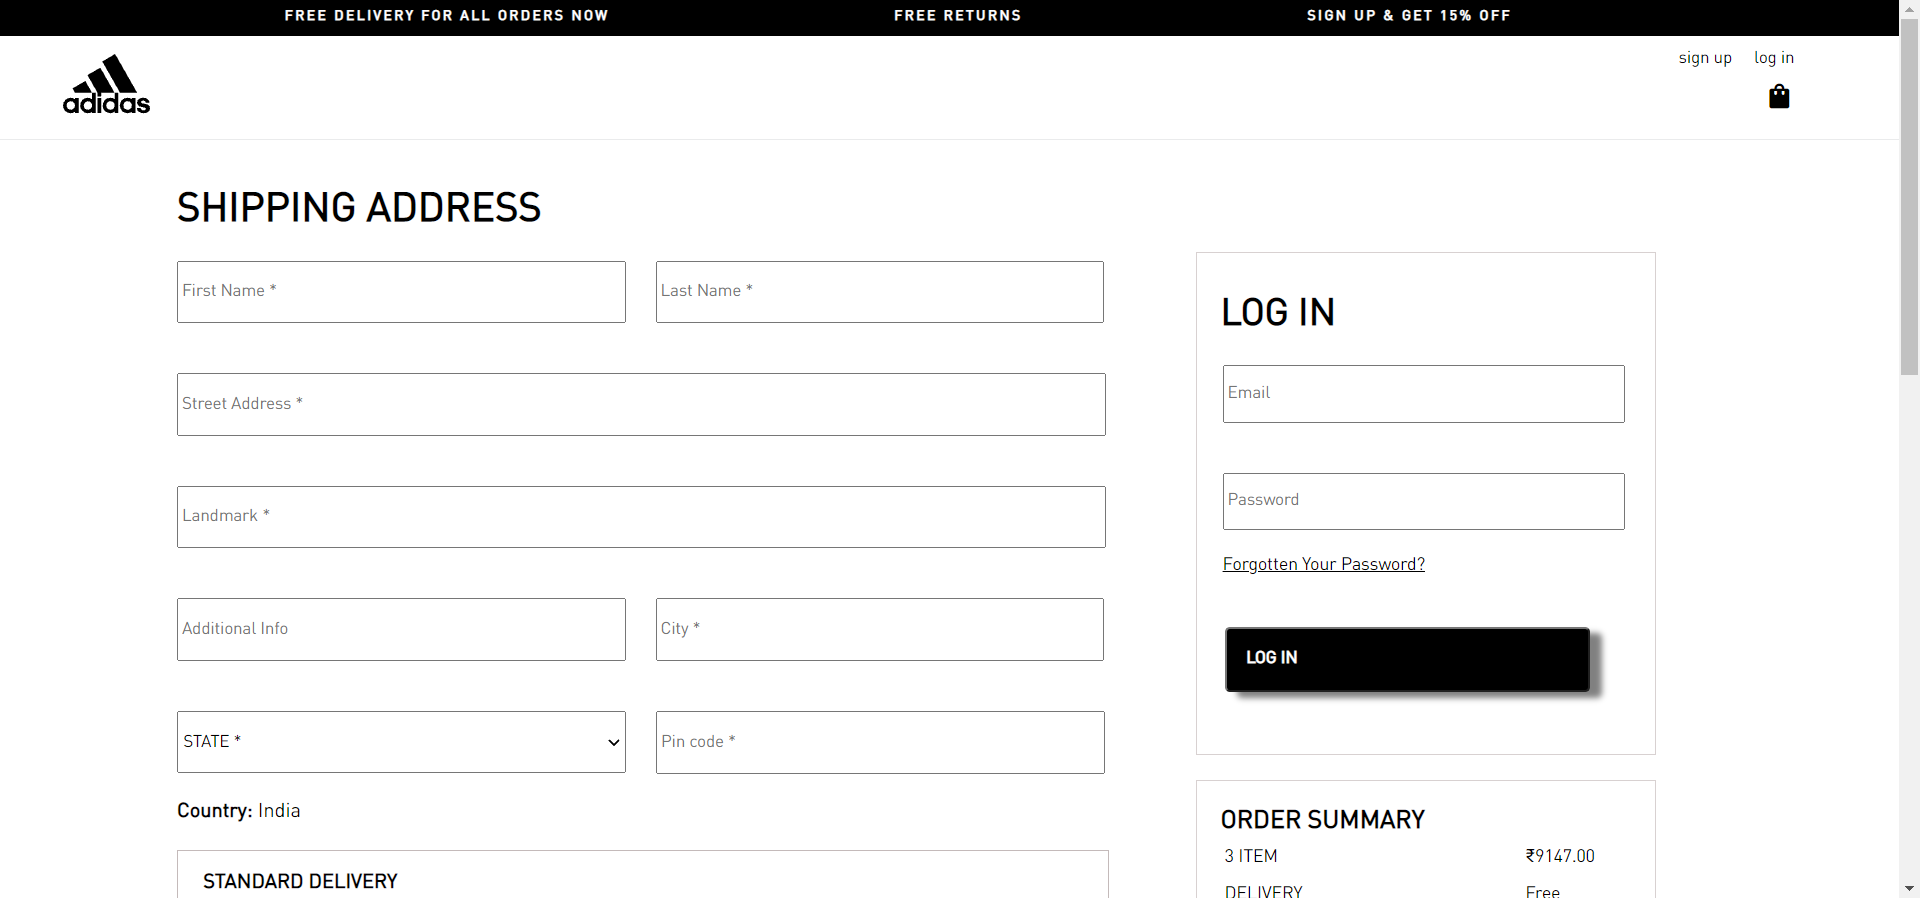 FREE DELIVERY FOR ALL ORDERS NOW
FREE RETURNS
SIGN UP & GET 15% OFF
sign up
log in
adidas
SHIPPING ADDRESS
First Name *
Last Name *
Street Address *
Landmark *
Additional Info
City *
STATE *
Pin code *
Country: India
STANDARD DELIVERY
LOG IN
Email
Password
Forgotten Your Password?
LOG IN
ORDER SUMMARY
3 ITEM ₹9147.00
DELIVERY Free